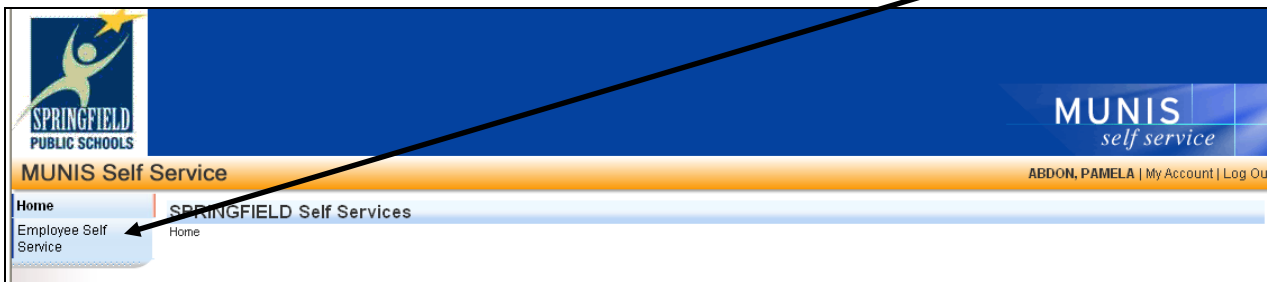 SPRINGFIELD
PUBLIC SCHOOLS
MUNIS
self service
MUNIS Self Service
ABDON, PAMELA | My Account | Log Ou
Home
Employee Self
Service
SPRINGFIELD Self Services
Home